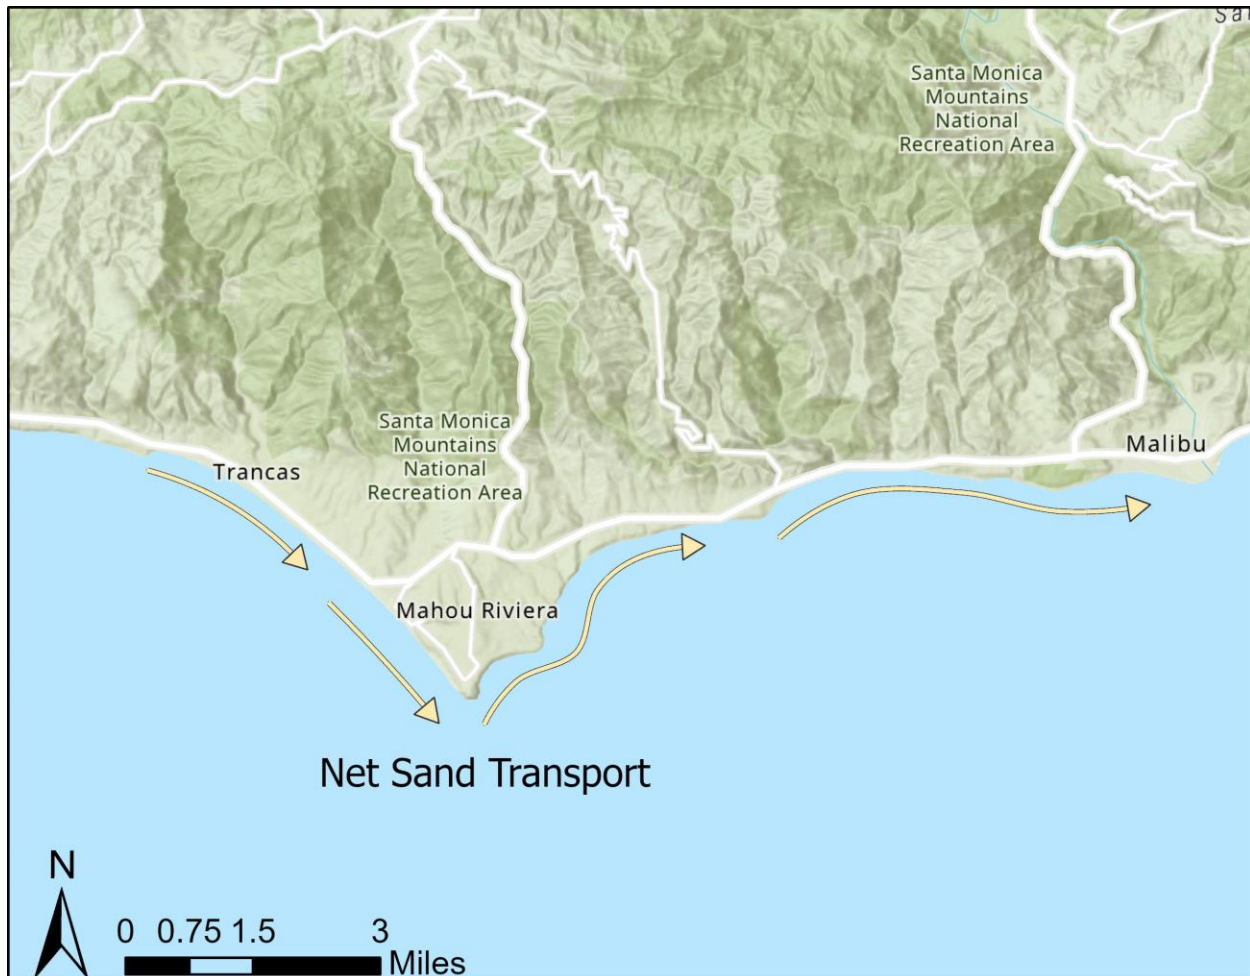 Sar
Santa Monica
Mountains
National
Recreation Area
Santa Monica
Mountains
National
Recreation Area
Trancas
Malibu
Mahou Riviera
Net Sand Transport
N
0 0.75 1.5 3
Miles